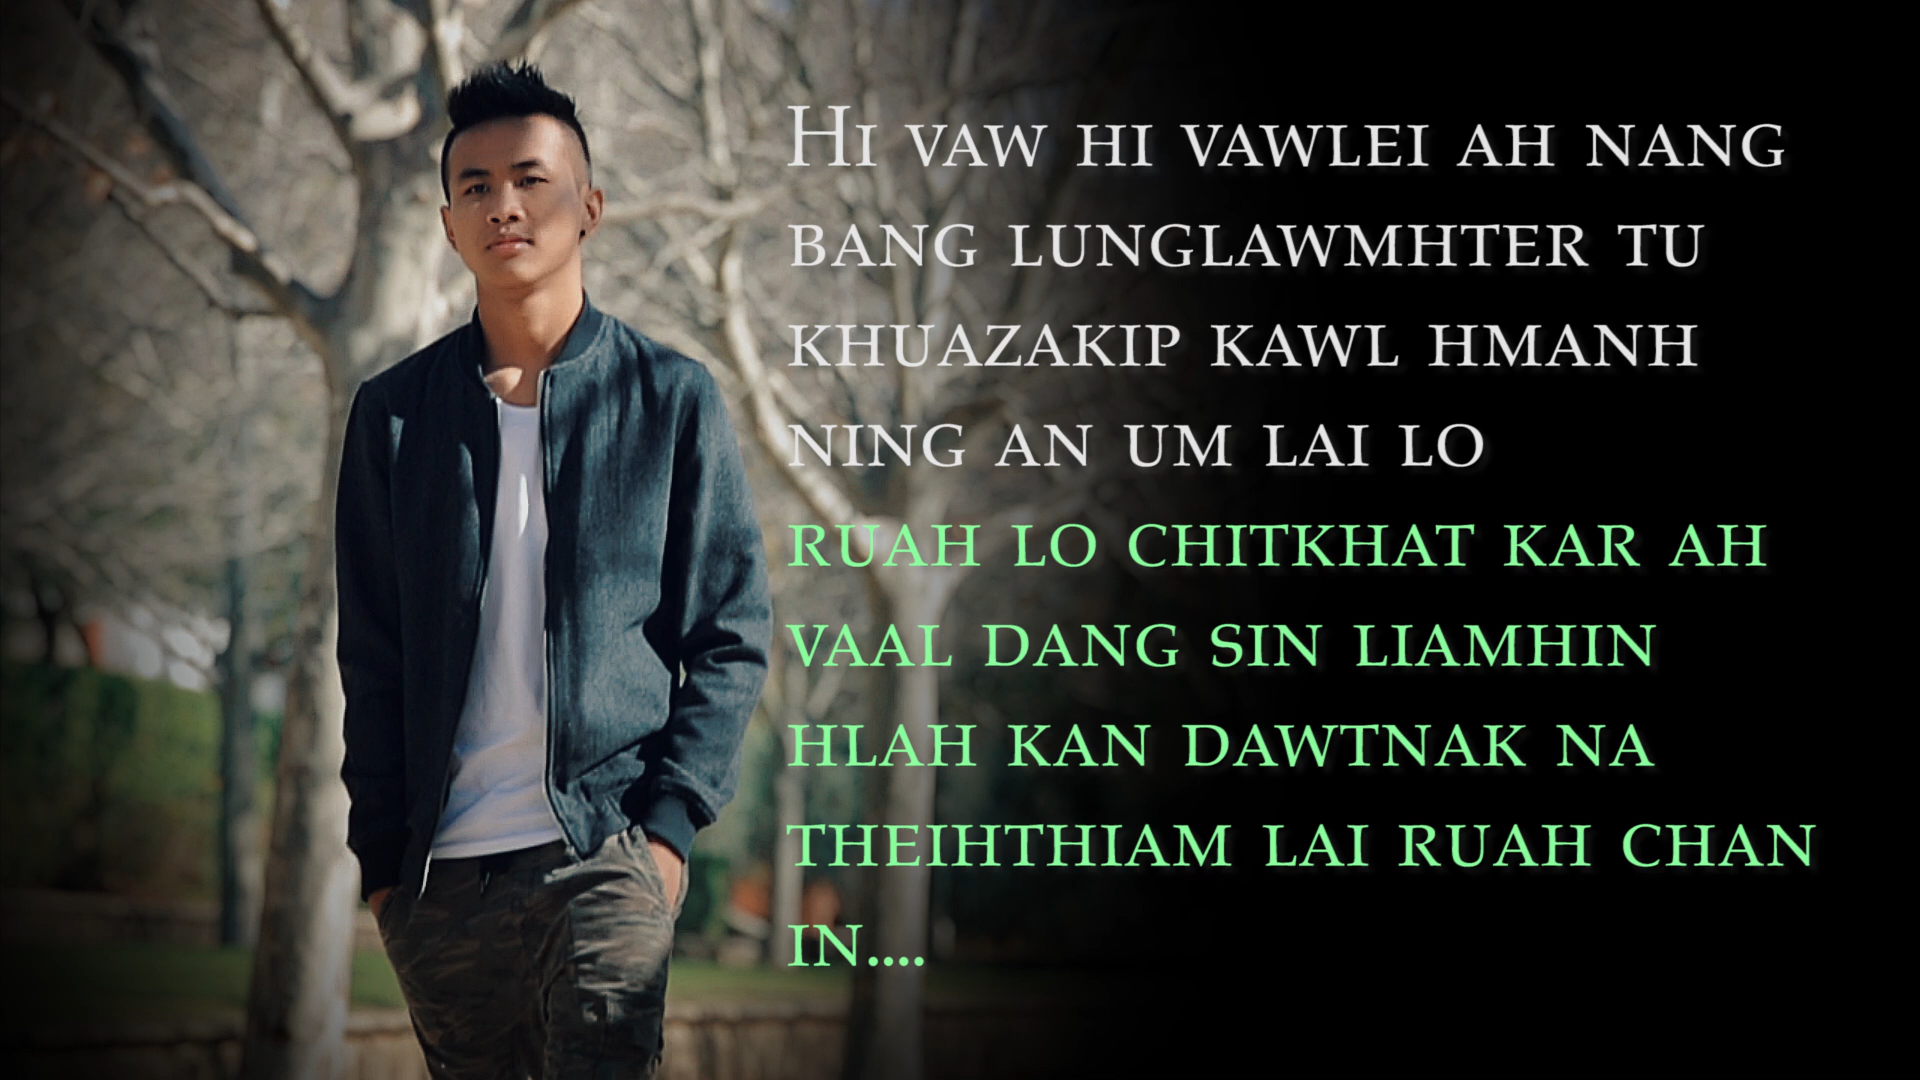 Hi vaw hi vawlei ah nang
bang lunglawmhter tu
khuazakip kawl hmanh
ning an um lai lo
ruah lo chitkhat kar ah
vaal dang sin liamhin
hlah kan dawtnak na
theihthiam lai ruah chan
in....